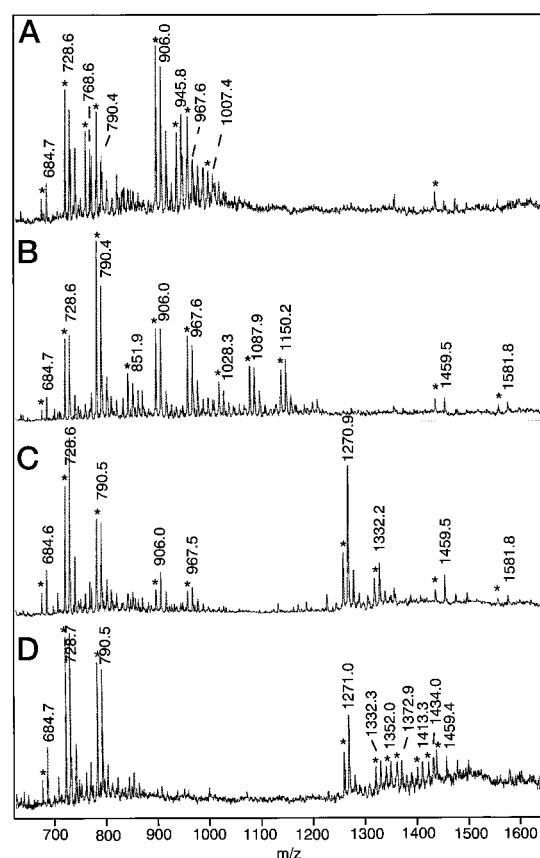 A
* 684.7 * 728.6 * 768.6 * 790.4 * 906.0 * 945.8 * 967.6 * 1007.4 *
B
* 684.7 * 728.6 * 790.4 * 851.9 * 906.0 * 967.6 * 1028.3 * 1087.9 * 1150.2 * 1459.5 * 1581.8
C
* 684.6 * 728.6 * 790.5 * 906.0 * 967.5 * 1270.9 * 1332.2 * 1459.5 * 1581.8
D
* 684.7 * 728.7 * 790.5 * 1271.0 * 1332.3 * 1352.0 * 1372.9 * 1413.3 * 1434.0 * 1459.4
700 800 900 1000 1100 1200 1300 1400 1500 1600
m/z